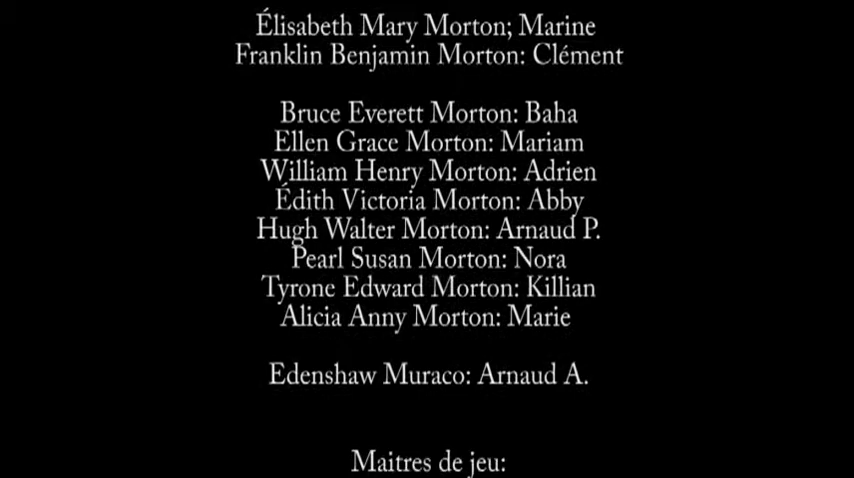 Élisabeth Mary Morton; Marine
Franklin Benjamin Morton: Clément
Bruce Everett Morton: Baha
Ellen Grace Morton: Mariam
William Henry Morton: Adrien
Édith Victoria Morton: Abby
Hugh Walter Morton: Arnaud P.
Pearl Susan Morton: Nora
Tyrone Edward Morton: Killian
Alicia Anny Morton: Marie
Edenshaw Muraco: Arnaud A.
Maitres de jeu: